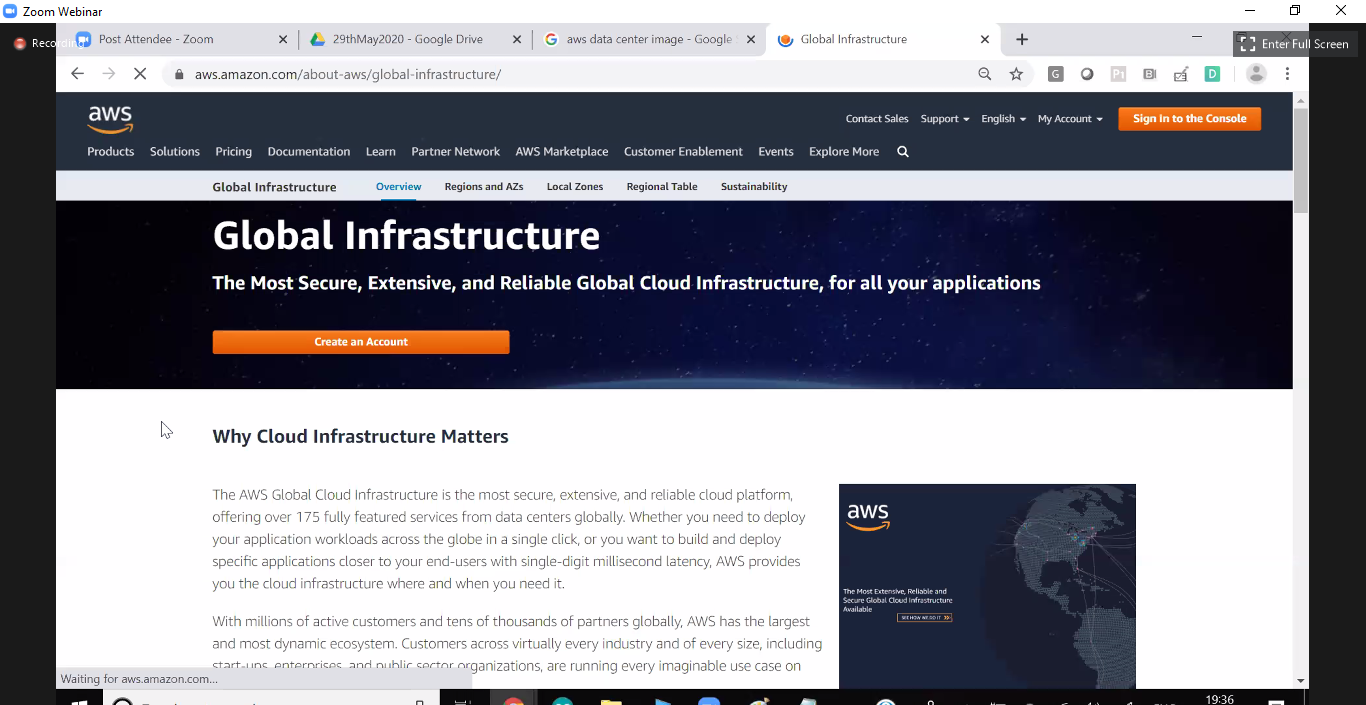 Zoom Webinar
Recording
Post Attendee - Zoom
29thMay2020 - Google Drive
aws data center image - Google
Global Infrastructure
Enter Full Screen
aws.amazon.com/about-aws/global-infrastructure/
aws
Contact Sales Support English My Account Sign In to the Console
Products Solutions Pricing Documentation Learn Partner Network AWS Marketplace Customer Enablement Events Explore More
Global Infrastructure Overview Regions and AZs Local Zones Regional Table Sustainability
Global Infrastructure
The Most Secure, Extensive, and Reliable Global Cloud Infrastructure, for all your applications
Create an Account
Why Cloud Infrastructure Matters
The AWS Global Cloud Infrastructure is the most secure, extensive, and reliable cloud platform,
offering over 175 fully featured services from data centers globally. Whether you need to deploy
your application workloads across the globe in a single click, or you want to build and deploy
specific applications closer to your end-users with single-digit millisecond latency, AWS provides
you the cloud infrastructure where and when you need it.
With millions of active customers and tens of thousands of partners globally, AWS has the largest
and most dynamic ecosystem. Customers across virtually every industry and of every size, including
start-ups, enterprises, and public sector organizations, are running every imaginable use case on
aws
The Most Extensive, Reliable and
Secure Global Cloud Infrastructure
Available
SEE HOW WE DO IT
Waiting for aws.amazon.com...
19:36